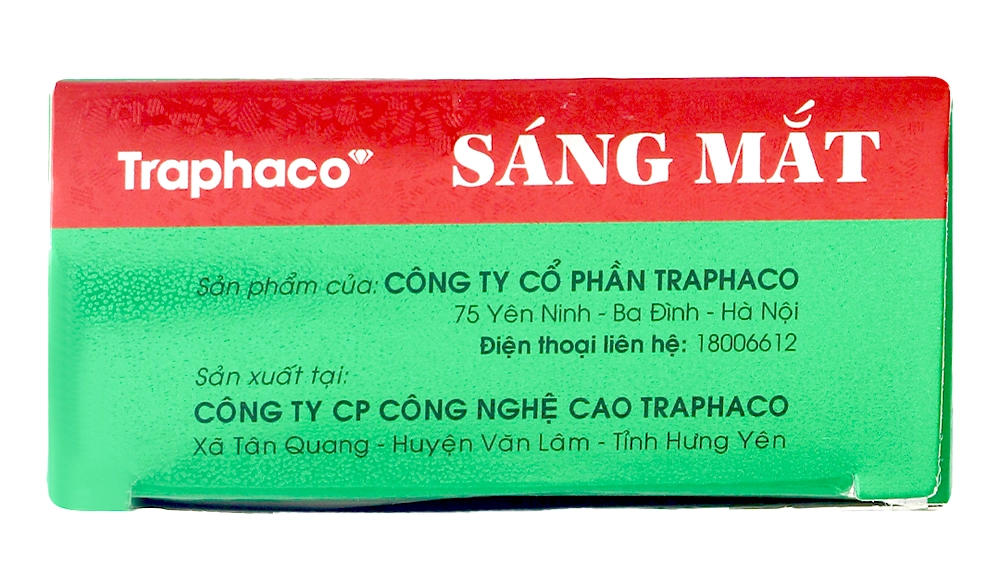 Traphaco SÁNG MẮT
Sản phẩm của: CÔNG TY CỔ PHẦN TRAPHACO
75 Yên Ninh - Ba Đình - Hà Nội
Điện thoại liên hệ: 18006612
Sản xuất tại:
CÔNG TY CP CÔNG NGHỆ CAO TRAPHACO
Xã Tân Quang - Huyện Văn Lâm - Tỉnh Hưng Yên